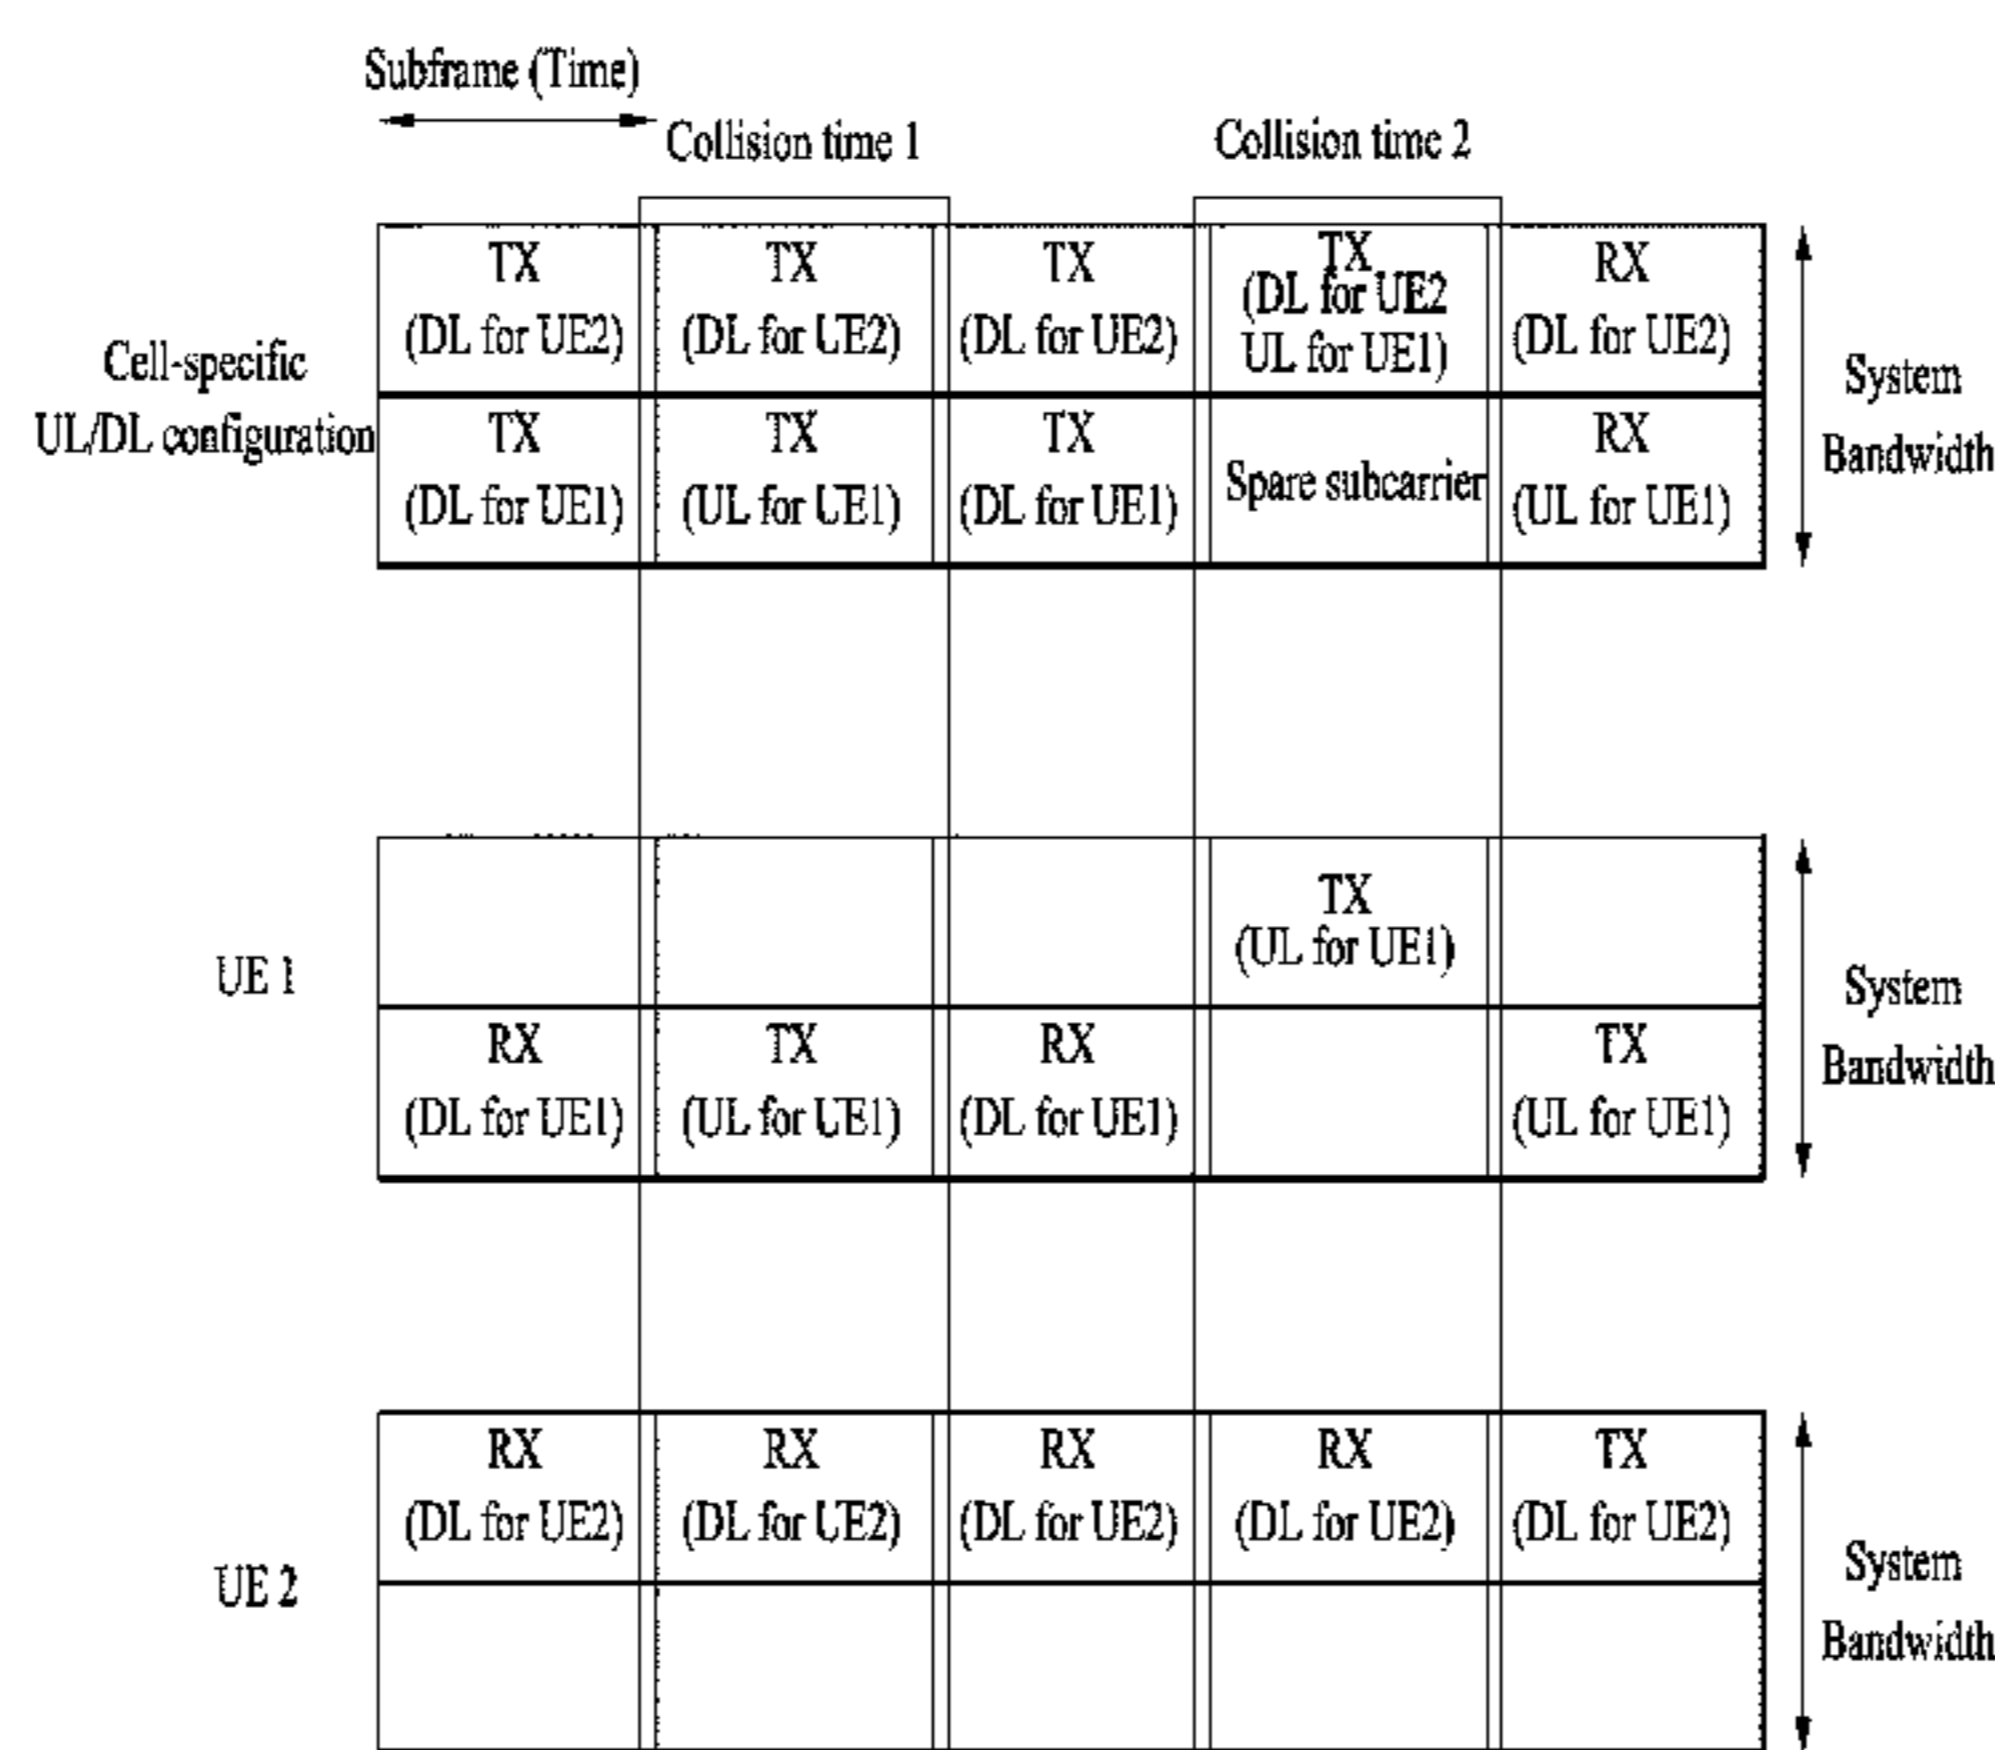 Subframe (Time)
Collision time 1
Collision time 2
TX
(DL for UE2)
TX
(DL for UE2)
TX
(DL for UE2)
TX
(DL for UE2
UL for UE1)
RX
(DL for UE2)
Cell-specific
UL/DL configuration
TX
(DL for UE1)
TX
(UL for UE1)
TX
(DL for UE1)
Spare subcarrier
RX
(UL for UE1)
System
Bandwidth
TX
(UL for UE1)
UE 1
RX
(DL for UE1)
TX
(UL for UE1)
RX
(DL for UE1)
TX
(UL for UE1)
System
Bandwidth
RX
(DL for UE2)
RX
(DL for UE2)
RX
(DL for UE2)
RX
(DL for UE2)
TX
(DL for UE2)
UE 2
System
Bandwidth